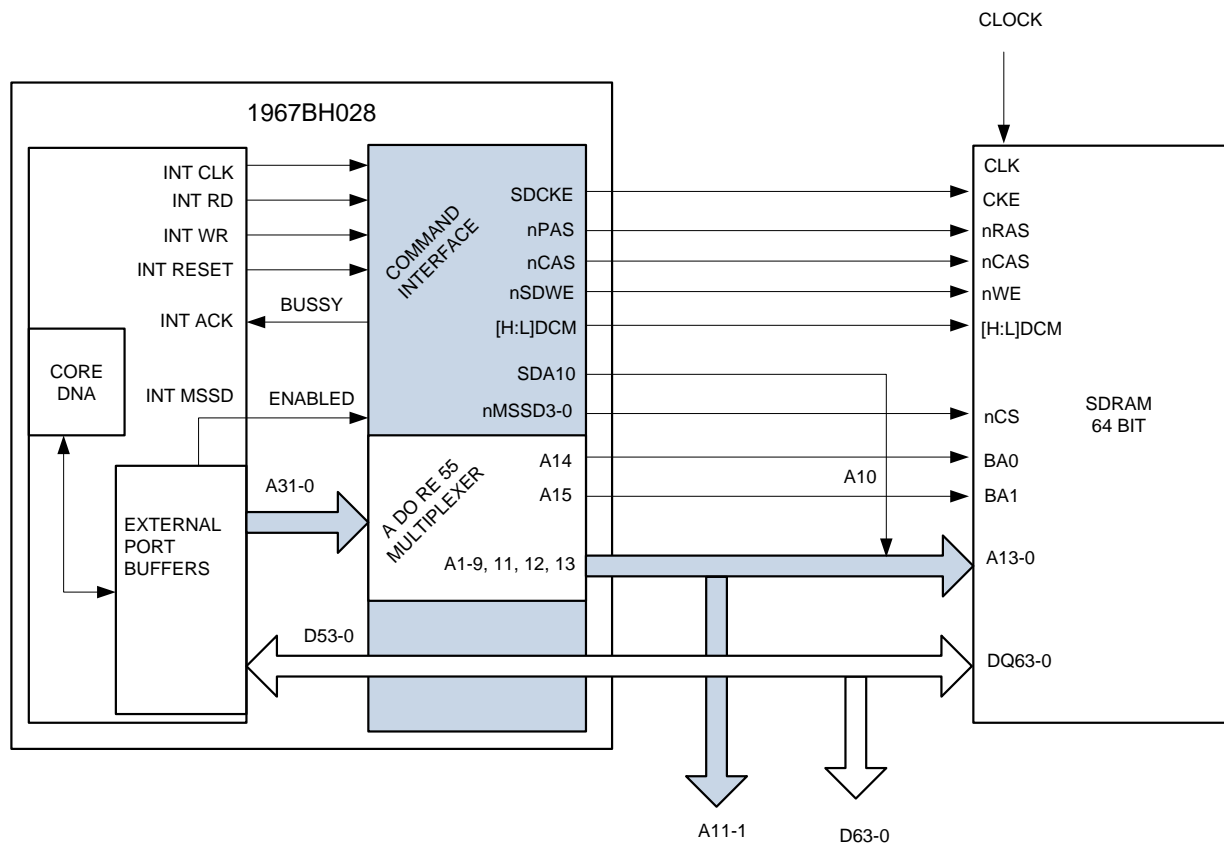 CLOCK
1967BH028
INT CLK
INT RD
INT WR
INT RESET
INT ACK
BUSSY
CORE
DNA
INT MSSD
ENABLED
A31-0
EXTERNAL
PORT
BUFFERS
D53-0
COMMAND
INTERFACE
SDCKE
nPAS
nCAS
nSDWE
[H:L]DCM
SDA10
nMSSD3-0
A DO RE 55
MULTIPLEXER
A14
A15
A1-9, 11, 12, 13
A10
CLK
CKE
nRAS
nCAS
nWE
[H:L]DCM
SDRAM
64 BIT
nCS
BA0
BA1
A13-0
DQ63-0
A11-1
D63-0